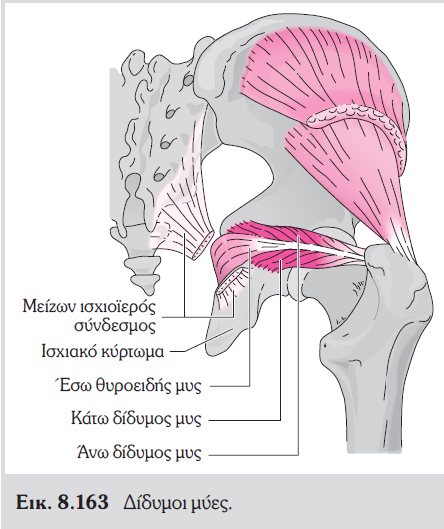 Μείζων ισχιοϊερός
σύνδεσμος
Ισχιακό κύρτωμα
Έσω θυροειδής μυς
Κάτω δίδυμος μυς
Άνω δίδυμος μυς
Εικ. 8.163 Δίδυμοι μύες.